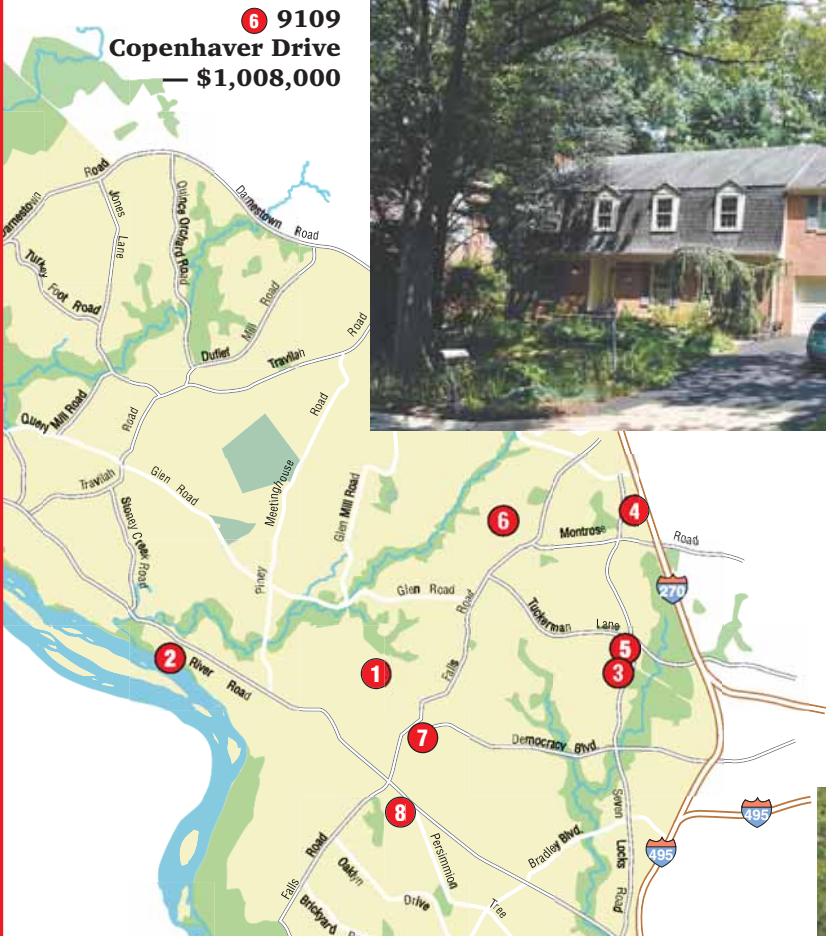 6 9109
Copenhaver Drive
— $1,008,000
Darnestown
Road
Jones
Lane
Quince Orchard Road
Darnestown
Road
Turkey
Foot Road
Dufief
Mill
Road
Travilah
Road
Query Mill Road
Road
Travilah
Glen Road
Stoney Creek Road
Piney
Meetinghouse
Road
Glen Mill Road
Glen Road
6
4
Montrose
Road
270
Tuckerman
Lane
5
3
2
River
Road
1
Falls
Road
7
Democracy Blvd.
8
Seven
Locks
Road
495
495
Bradley Blvd.
Persimmion
Tree
Oaklyn
Drive
Falls
Road
Brickyard